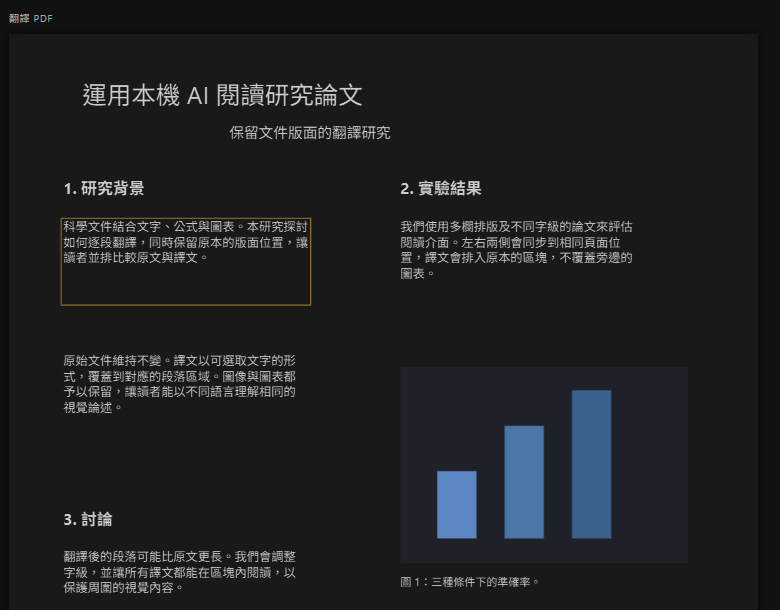 翻譯 PDF
運用本機 AI 閱讀研究論文
保留文件版面的翻譯研究
1. 研究背景
科學文件結合文字、公式與圖表。本研究探討
如何逐段翻譯，同時保留原本的版面位置，讓
讀者並排比較原文與譯文。
原始文件維持不變。譯文以可選取文字的形
式，覆蓋到對應的段落區域。圖像與圖表都
予以保留，讓讀者能以不同語言理解相同的
視覺論述。
3. 討論
翻譯後的段落可能比原文更長。我們會調整
字級，並讓所有譯文都能在區塊內閱讀，以
保護周圍的視覺內容。
2. 實驗結果
我們使用多欄排版及不同字級的論文來評估
閱讀介面。左右兩側會同步到相同頁面位
置，譯文會排入原本的區塊，不覆蓋旁邊的
圖表。
圖 1：三種條件下的準確率。